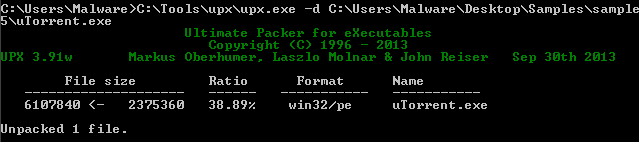 C:\Users\Malware>C:\Tools\upx\upx.exe -d C:\Users\Malware\Desktop\Samples\sample
5\uTorrent.exe
Ultimate Packer for eXecutables
Copyright (C) 1996 - 2013
UPX 3.91w Markus Oberhumer, Laszlo Molnar & John Reiser Sep 30th 2013
File size Ratio Format Name
-------------------- ------ ----------- -----------
6107840 <- 2375360 38.89% win32/pe uTorrent.exe
Unpacked 1 file.